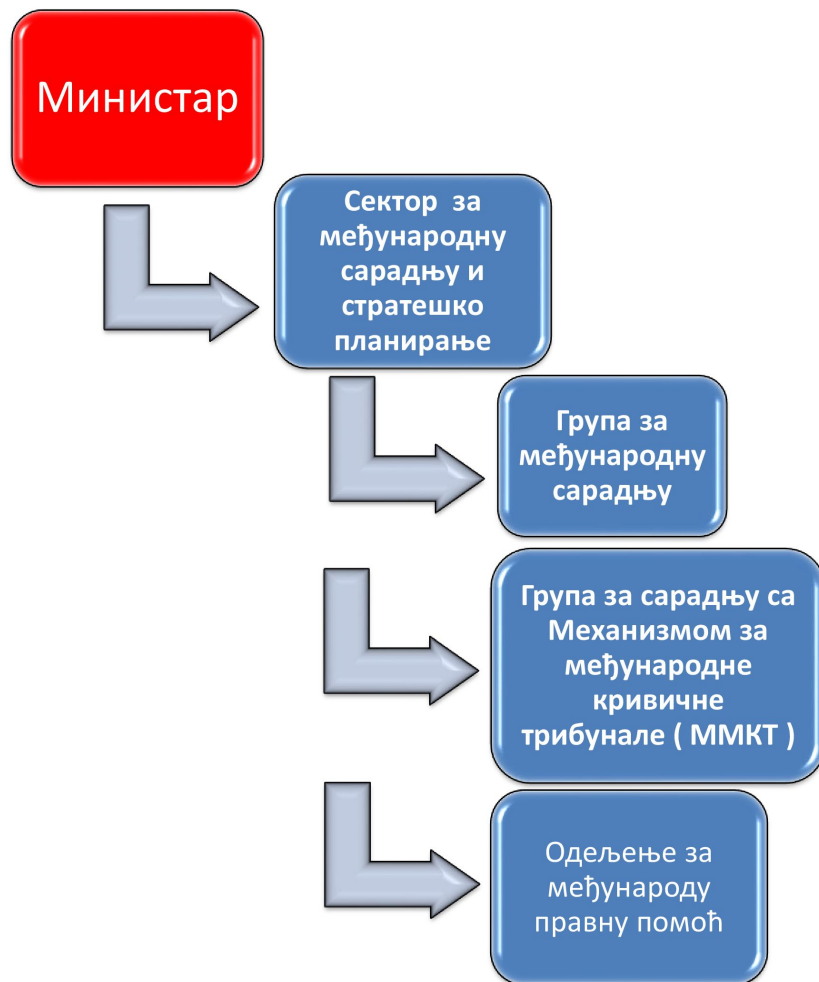 Министар
Сектор за
међународну
сарадњу и
стратешко
планирање
Група за
међународну
сарадњу
Група за сарадњу са
Механизмом за
међународне
кривичне
трибунале ( ММКТ )
Одељење за
међународу
правну помоћ